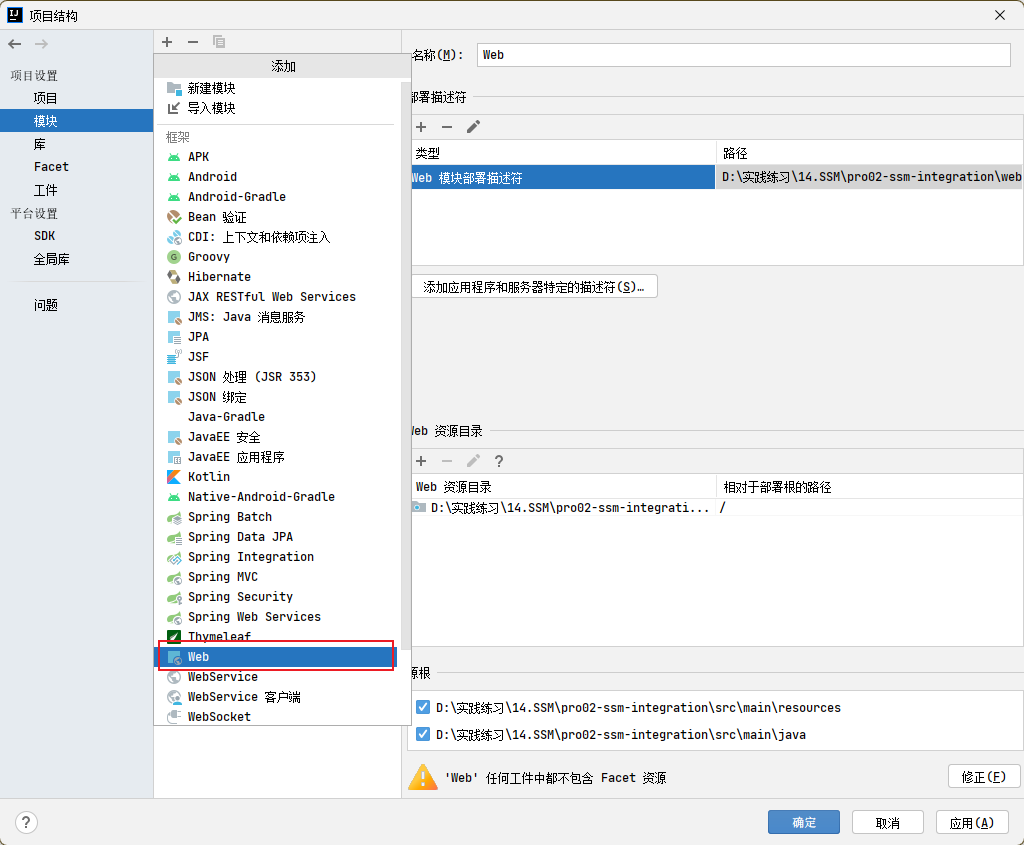 项目结构
项目设置
项目
模块
库
Facet
工件
平台设置
SDK
全局库
问题
添加
新建模块
导入模块
框架
APK
Android
Android-Gradle
Bean 验证
CDI: 上下文和依赖项注入
Groovy
Hibernate
JAX RESTful Web Services
JMS: Java 消息服务
JPA
JSF
JSON 处理 (JSR 353)
JSON 绑定
Java-Gradle
JavaEE 安全
JavaEE 应用程序
Kotlin
Native-Android-Gradle
Spring Batch
Spring Data JPA
Spring Integration
Spring MVC
Spring Security
Spring Web Services
Thymeleaf
Web
WebService
WebService 客户端
WebSocket
名称(M): Web
部署描述符
类型 路径
Web 模块部署描述符 D:\实践练习\14.SSM\pro02-ssm-integration\web
添加应用程序和服务器特定的描述符(S)…
Web 资源目录
?
Web 资源目录 相对于部署根的路径
D:\实践练习\14.SSM\pro02-ssm-integrati... /
源根
D:\实践练习\14.SSM\pro02-ssm-integration\src\main\resources
D:\实践练习\14.SSM\pro02-ssm-integration\src\main\java
'Web' 任何工件中都不包含 Facet 资源 修正(F)
? 确定 取消 应用(A)